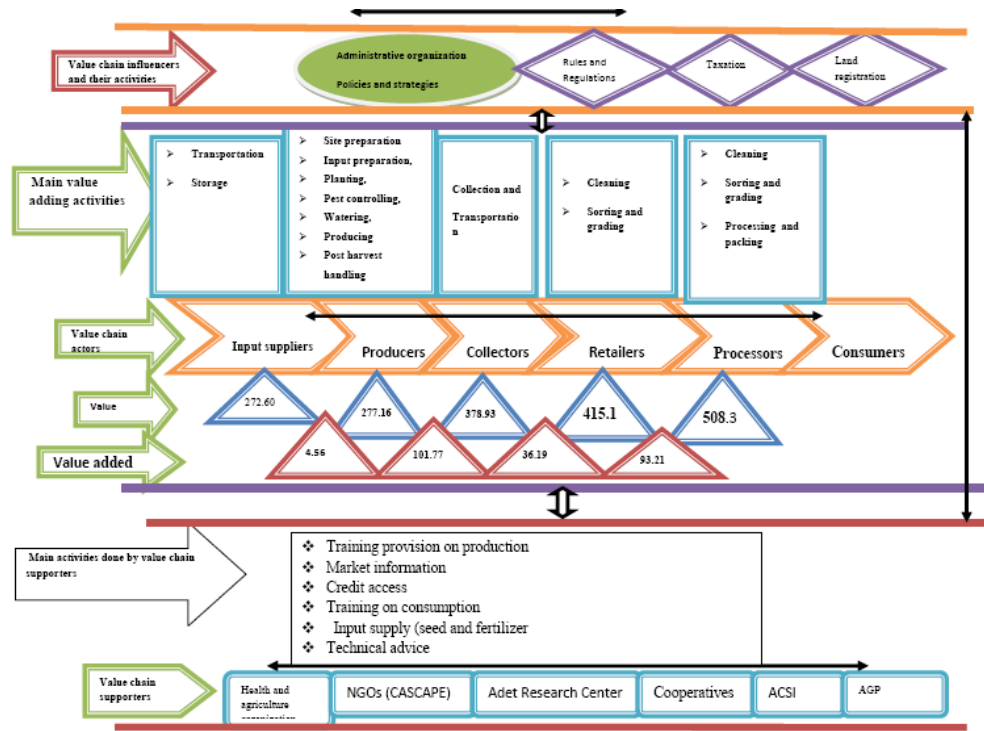 Value chain influencers
and their activities
Administrative organization
Policies and strategies
Rules and
Regulations
Taxation
Land
registration
Main value
adding activities
➢ Transportation
➢ Storage
➢ Site preparation
➢ Input preparation,
➢ Planting,
➢ Pest controlling,
➢ Watering,
➢ Producing
➢ Post harvest
handling
Collection and
Transportatio
n
➢ Cleaning
➢ Sorting and
grading
➢ Cleaning
➢ Sorting and
grading
➢ Processing and
packing
Value chain
actors
Input suppliers
Producers
Collectors
Retailers
Processors
Consumers
Value
272.60
277.16
378.93
415.1
508.3
Value added
4.56
101.77
36.19
93.21
Main activities done by value chain
supporters
❖ Training provision on production
❖ Market information
❖ Credit access
❖ Training on consumption
❖ Input supply (seed and fertilizer
❖ Technical advice
Value chain
supporters
Health and
agriculture
NGOs (CASCAPE)
Adet Research Center
Cooperatives
ACSI
AGP